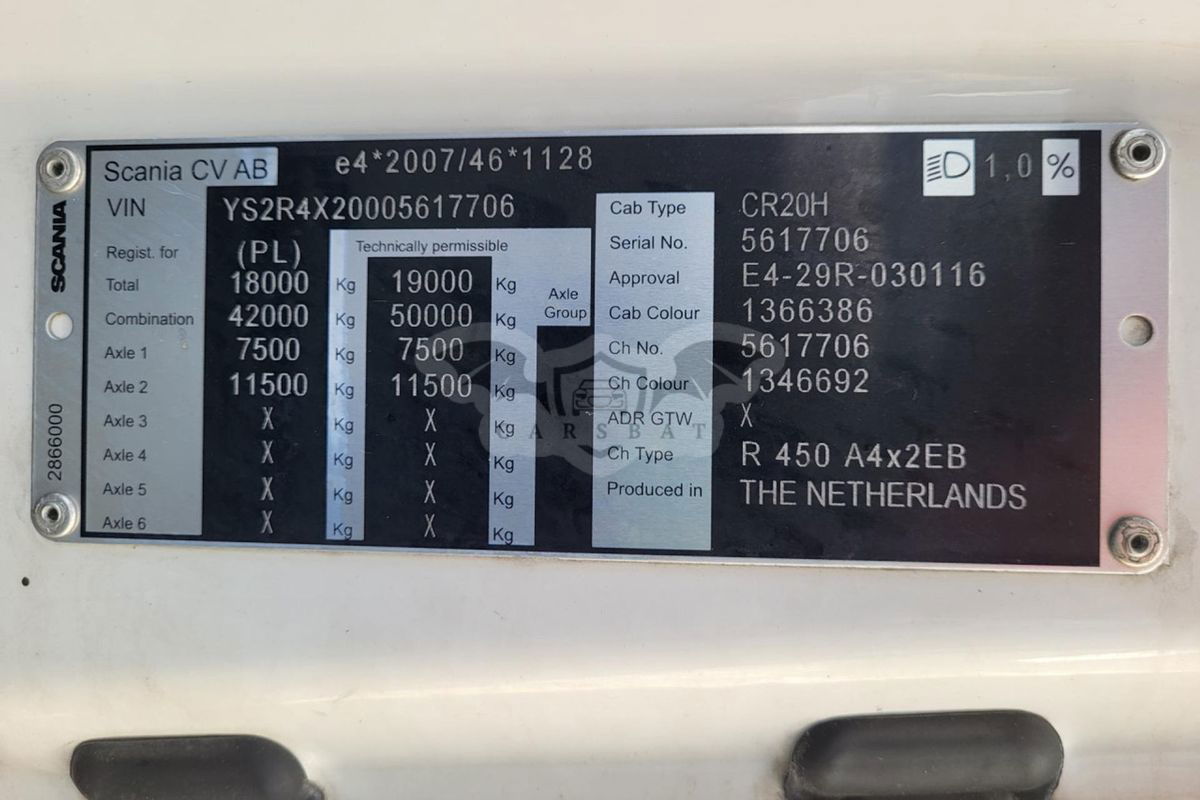 Scania CV AB e4*2007/46*1128 1,0 %
VIN YS2R4X20005617706
Regist. for (PL) Technically permissible
Total 18000 Kg 19000 Kg
Axle
Group
Combination 42000 Kg 50000 Kg
Axle 1 7500 Kg 7500 Kg
Axle 2 11500 Kg 11500 Kg
Axle 3 X Kg X Kg
Axle 4 X Kg X Kg
Axle 5 X Kg X Kg
Axle 6 X Kg X Kg
Cab Type CR20H
Serial No. 5617706
Approval E4-29R-030116
Cab Colour 1366386
Ch No. 5617706
Ch Colour 1346692
ADR GTW X
Ch Type R 450 A4x2EB
Produced in THE NETHERLANDS
SCANIA
2866000
CARSBAT